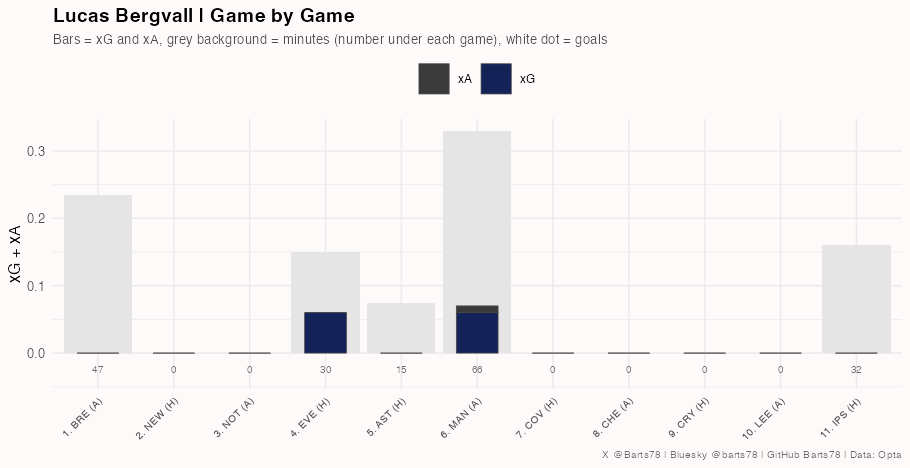 Lucas Bergvall | Game by Game
Bars = xG and xA, grey background = minutes (number under each game), white dot = goals
xA xG
xG + xA
0.3
0.2
0.1
0.0
47 0 0 30 15 66 0 0 0 0 32
1. BRE (A) 2. NEW (H) 3. NOT (A) 4. EVE (H) 5. AST (H) 6. MAN (A) 7. COV (H) 8. CHE (A) 9. CRY (H) 10. LEE (A) 11. IPS (H)
X @Barts78 | Bluesky @barts78 | GitHub Barts78 | Data: Opta